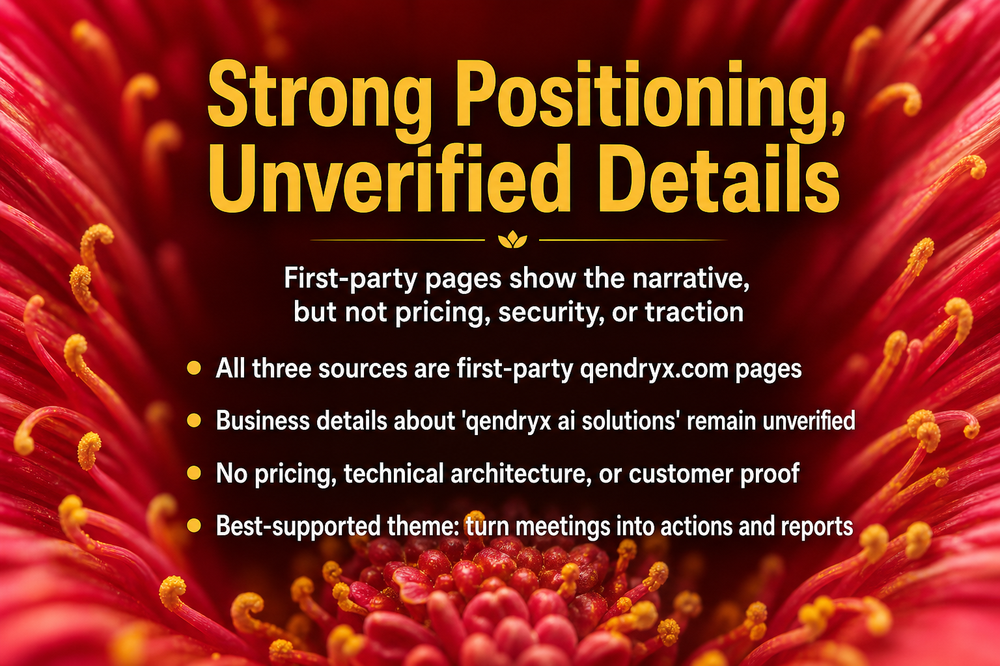 Strong Positioning,
Unverified Details
First-party pages show the narrative,
but not pricing, security, or traction
All three sources are first-party qendryx.com pages
Business details about 'qendryx ai solutions' remain unverified
No pricing, technical architecture, or customer proof
Best-supported theme: turn meetings into actions and reports